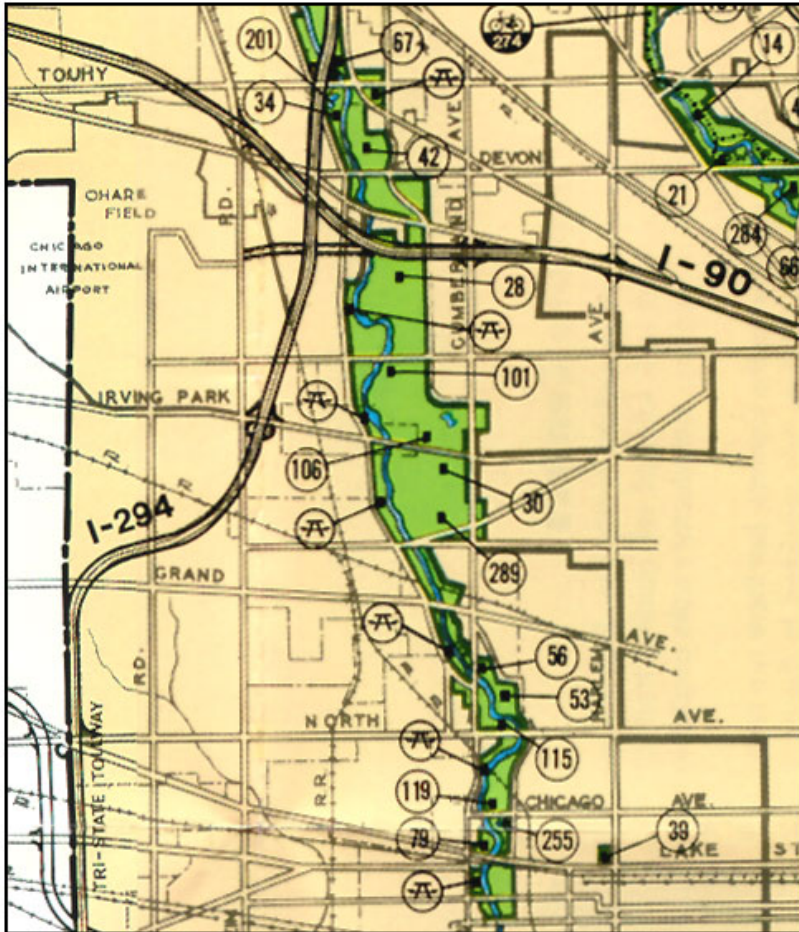 274
201
67
14
TOUHY
34
AVE.
42
DEVON
21
OHARE
FIELD
RD.
284
66
CHICAGO
INTERNATIONAL
AIRPORT
I-90
28
CUMBERLAND
AVE.
101
IRVING PARK
106
30
I-294
289
GRAND
AVE.
56
RD.
53
HARLEM
NORTH
AVE.
115
TRI-STATE TOLLWAY
R.R.
119
CHICAGO
AVE.
255
79
39
LAKE
ST